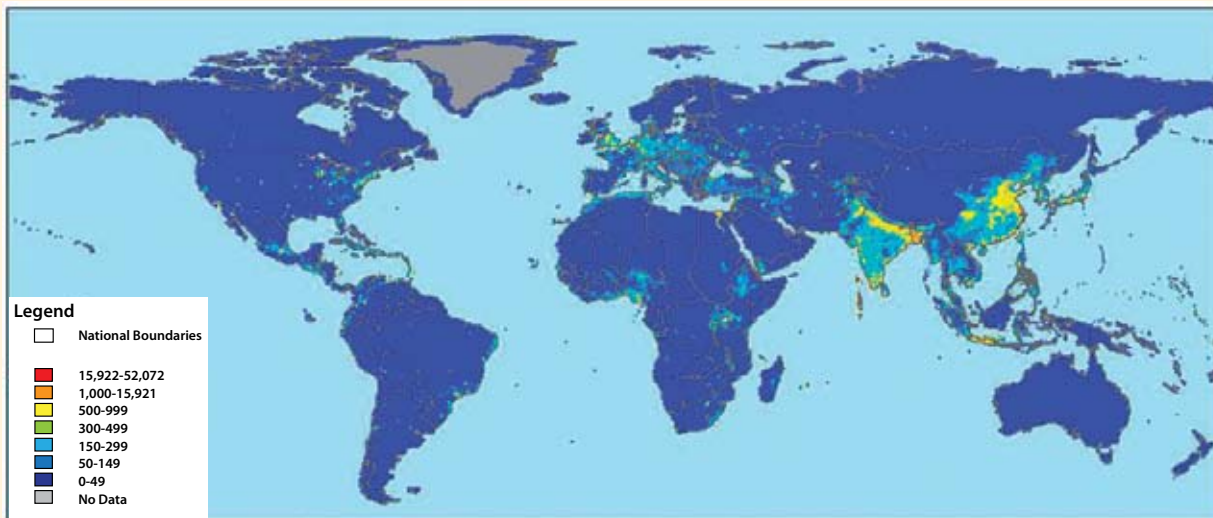 Legend
National Boundaries
15,922-52,072
1,000-15,921
500-999
300-499
150-299
50-149
0-49
No Data